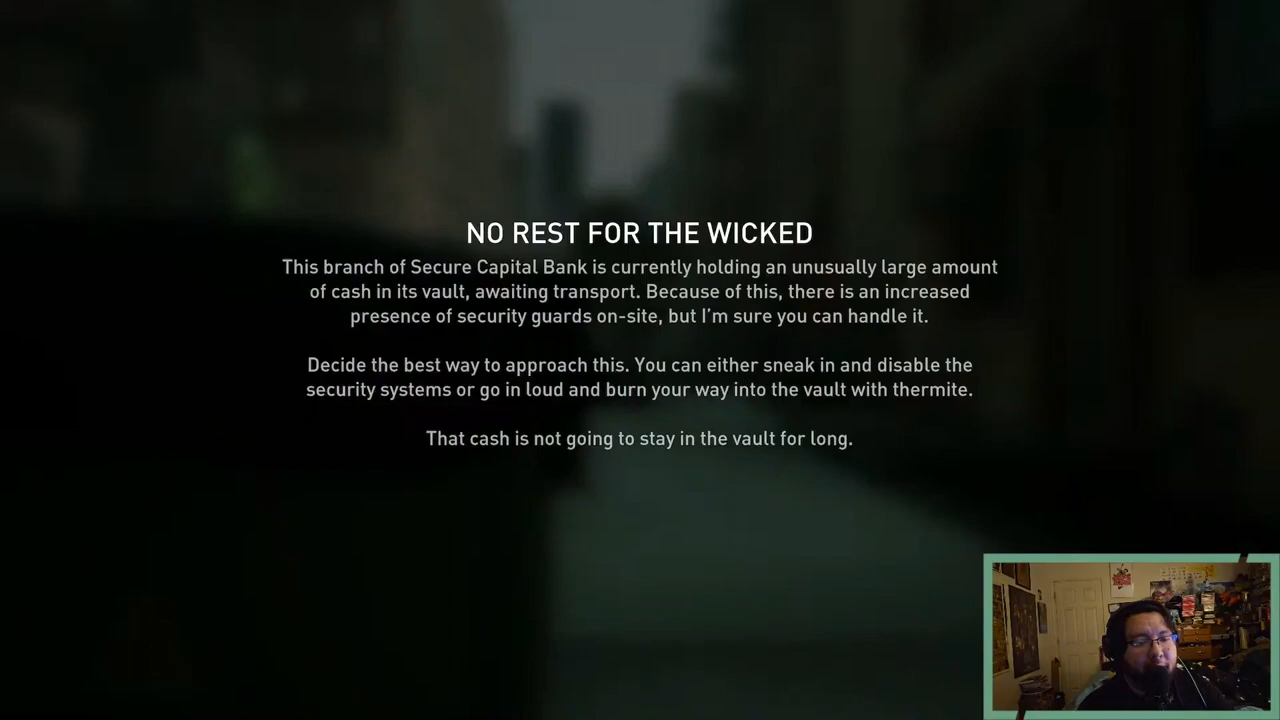 NO REST FOR THE WICKED
This branch of Secure Capital Bank is currently holding an unusually large amount
of cash in its vault, awaiting transport. Because of this, there is an increased
presence of security guards on-site, but I'm sure you can handle it.
Decide the best way to approach this. You can either sneak in and disable the
security systems or go in loud and burn your way into the vault with thermite.
That cash is not going to stay in the vault for long.